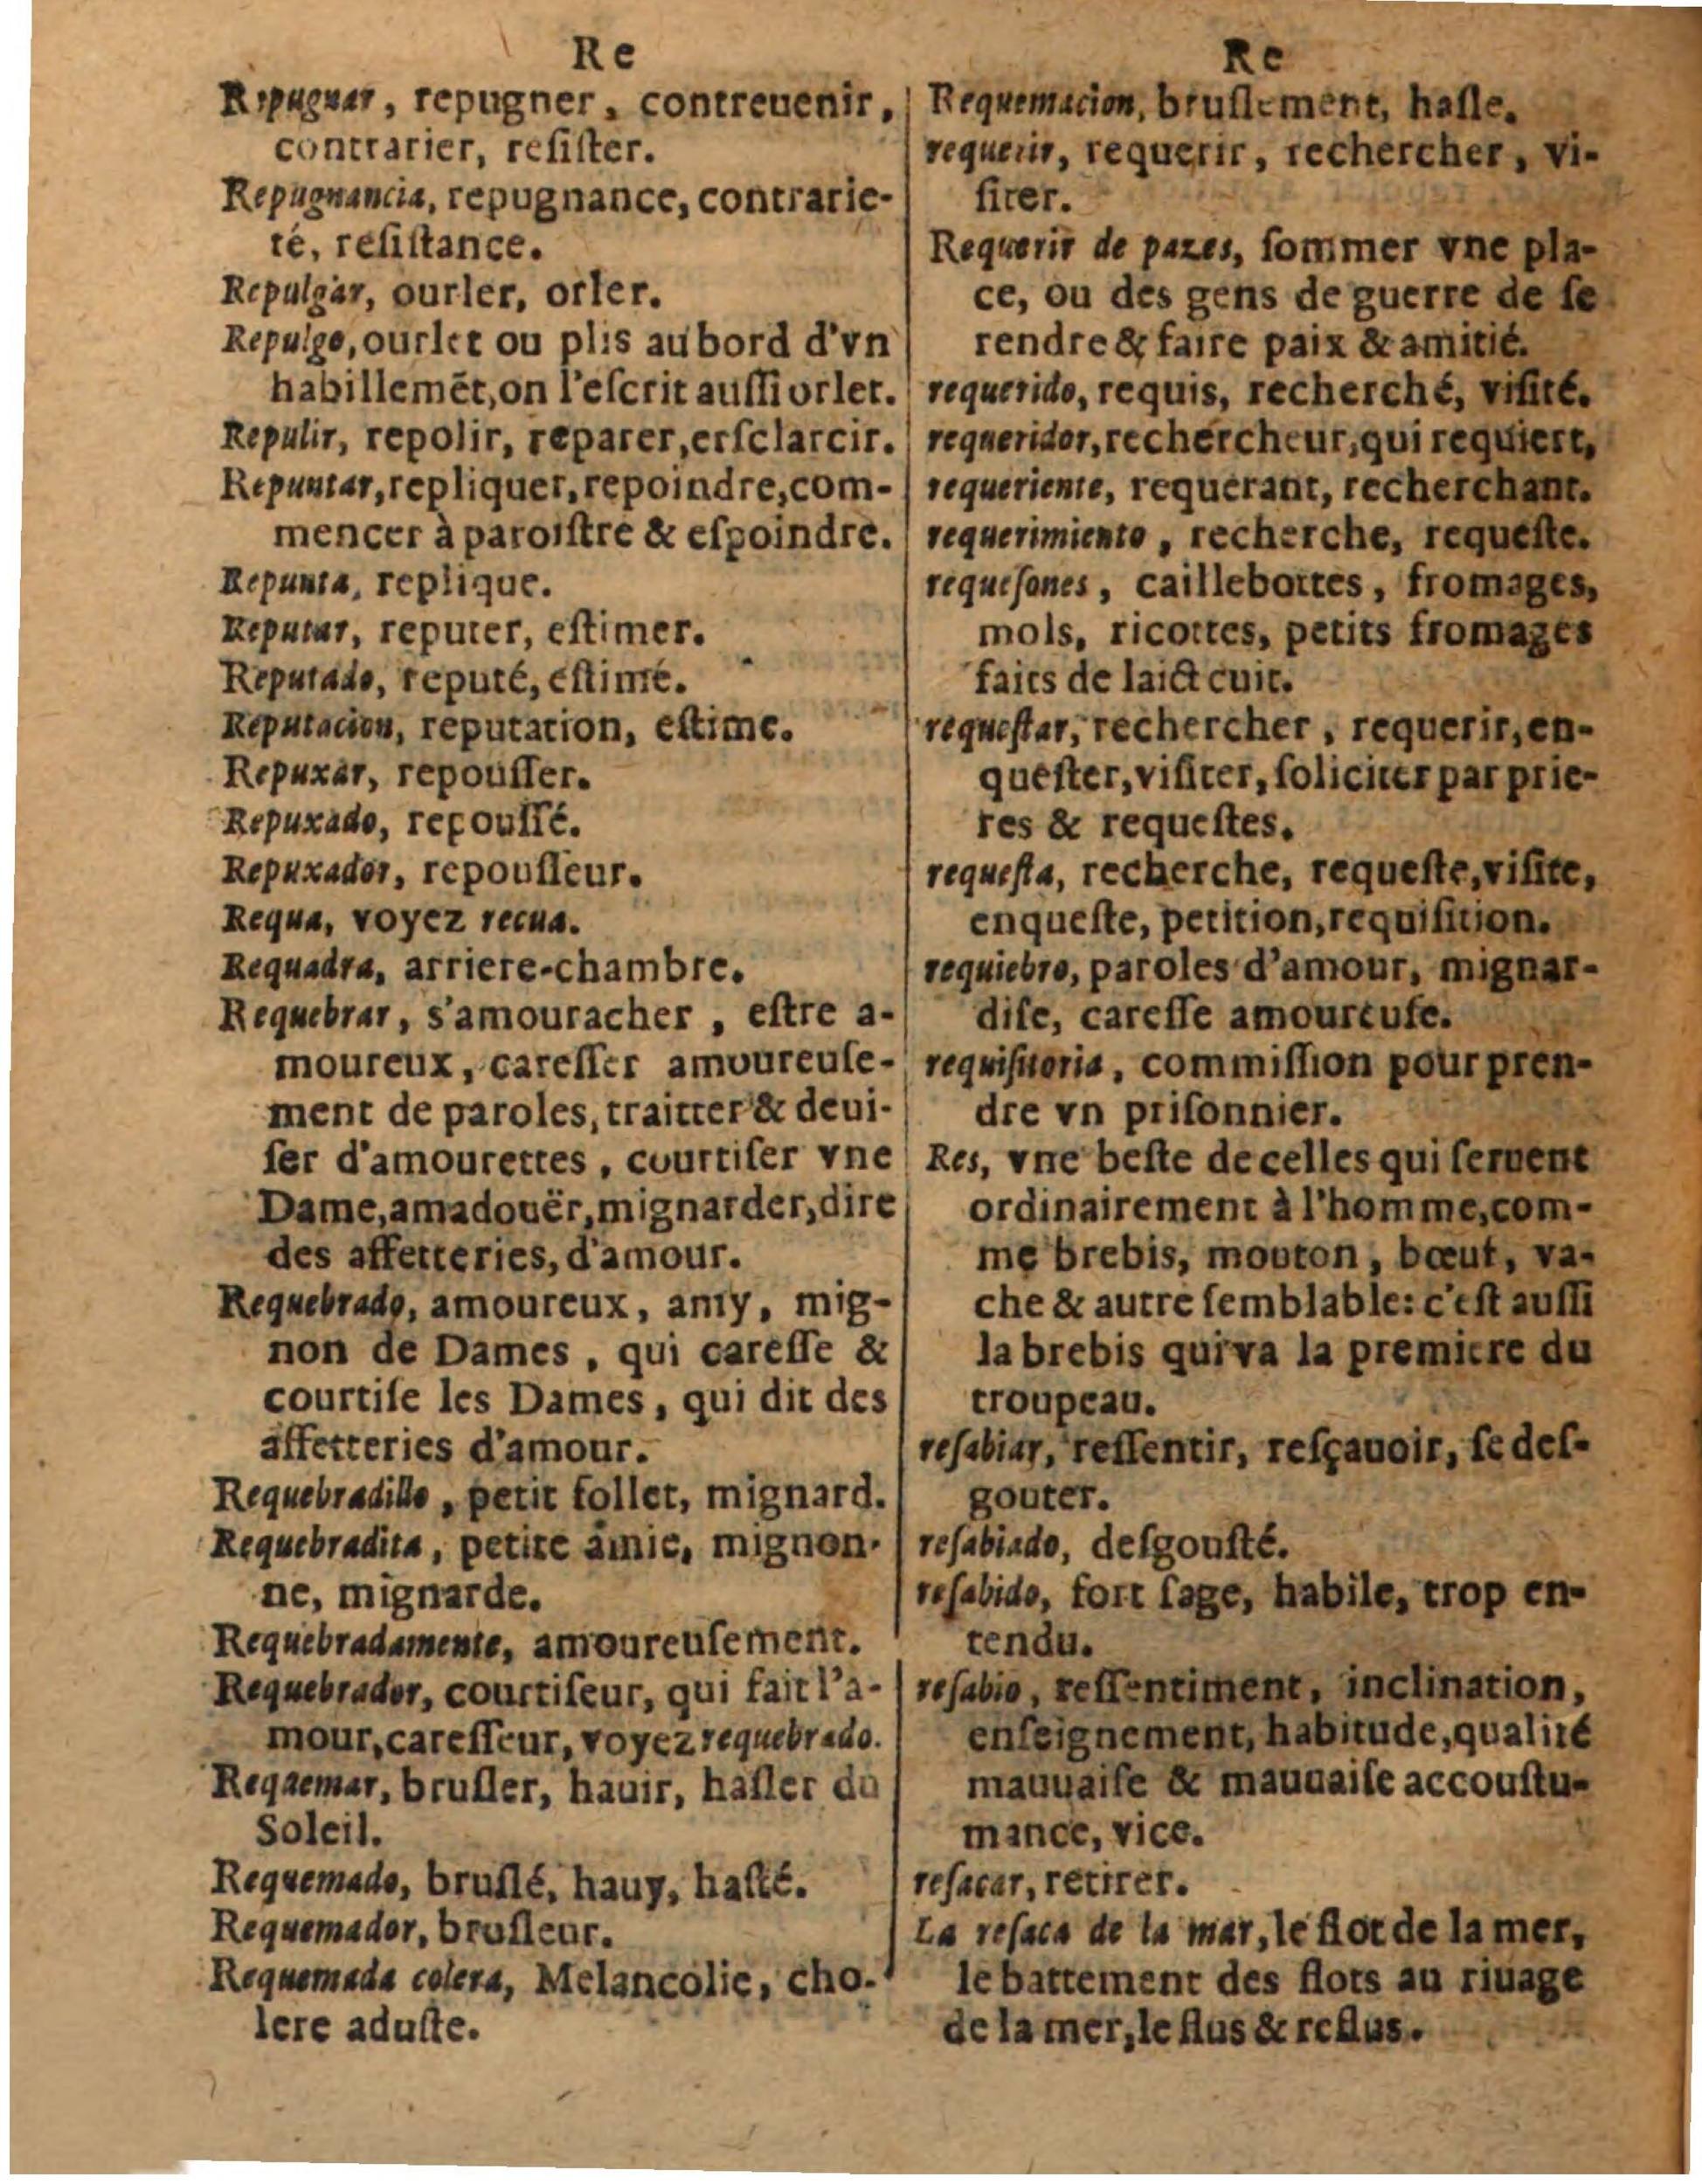 Re
Repugnar, repugner, contreuenir,
contrarier, reſiſter.
Repugnancia, repugnance, contrarie-
té, reſiſtance.
Repulgar, ourler, orler.
Repulgo, ourlet ou plis au bord d'vn
habillemẽt, on l'eſcrit auſſi orlet.
Repulir, repolir, reparer, erſclarcir.
Repuntar, repliquer, repoindre, com-
mencer à paroiſtre & eſpoindre.
Repunta, replique.
Reputar, reputer, eſtimer.
Reputado, reputé, eſtimé.
Reputacion, reputation, eſtime.
Repuxar, repouſſer.
Repuxado, repouſſé.
Repuxador, repouſſeur.
Requa, voyez recua.
Requadra, arriere-chambre.
Requebrar, s'amouracher, eſtre a-
moureux, careſſer amoureuſe-
ment de paroles, traitter & deui-
ſer d'amourettes, courtiſer vne
Dame, amadouër, mignarder, dire
des affetteries, d'amour.
Requebrado, amoureux, amy, mig-
non de Dames, qui careſſe &
courtiſe les Dames, qui dit des
affetteries d'amour.
Requebradillo, petit follet, mignard.
Requebradita, petite amie, mignon-
ne, mignarde.
Requebradamente, amoureuſement.
Requebrador, courtiſeur, qui fait l'a-
mour, careſſeur, voyez requebrado.
Requemar, bruſler, hauir, haſler du
Soleil.
Requemado, bruſlé, hauy, haſté.
Requemador, bruſleur.
Requemada colera, Melancolie, cho-
lere aduſte.
Re
Requemacion, bruſlement, haſle.
requerir, requerir, rechercher, vi-
ſiter.
Requerir de pazes, ſommer vne pla-
ce, ou des gens de guerre de ſe
rendre & faire paix & amitié.
requerido, requis, recherché, viſité.
requeridor, rechercheur, qui requiert,
requeriente, requerant, recherchant.
requerimiento, recherche, requeſte.
requeſones, caillebottes, fromages,
mols, ricottes, petits fromages
faits de laict cuit.
requeſtar, rechercher, requerir, en-
queſter, viſiter, ſoliciter par prie-
res & requeſtes.
requeſta, recherche, requeſte, viſite,
enqueſte, petition, requiſition.
requiebro, paroles d'amour, mignar-
diſe, careſſe amoureuſe.
requiſitoria, commiſſion pour pren-
dre vn priſonnier.
Res, vne beſte de celles qui ſeruent
ordinairement à l'homme, com-
me brebis, mouton, bœuf, va-
che & autre ſemblable: c'eſt auſſi
la brebis qui va la premiere du
troupeau.
reſabiar, reſſentir, reſçauoir, ſe deſ-
gouter.
reſabiado, deſgouſté.
reſabido, fort ſage, habile, trop en-
tendu.
reſabio, reſſentiment, inclination,
enſeignement, habitude, qualité
mauuaiſe & mauuaiſe accouſtu-
mance, vice.
reſacar, retirer.
La reſaca de la mar, le flot de la mer,
le battement des flots au riuage
de la mer, le flus & reflus.